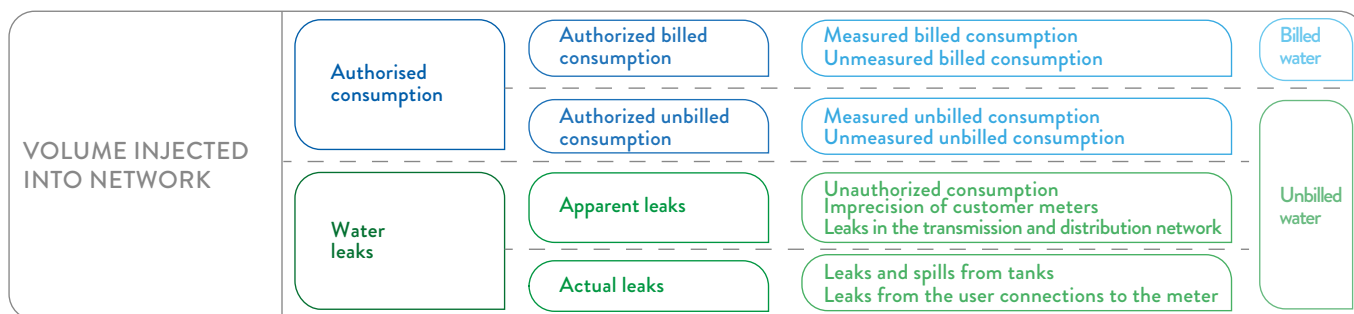 VOLUME INJECTED
INTO NETWORK
Authorised
consumption
Authorized billed
consumption
Measured billed consumption
Unmeasured billed consumption
Billed
water
Authorized unbilled
consumption
Measured unbilled consumption
Unmeasured unbilled consumption
Water
leaks
Apparent leaks
Unauthorized consumption
Imprecision of customer meters
Leaks in the transmission and distribution network
Actual leaks
Leaks and spills from tanks
Leaks from the user connections to the meter
Unbilled
water